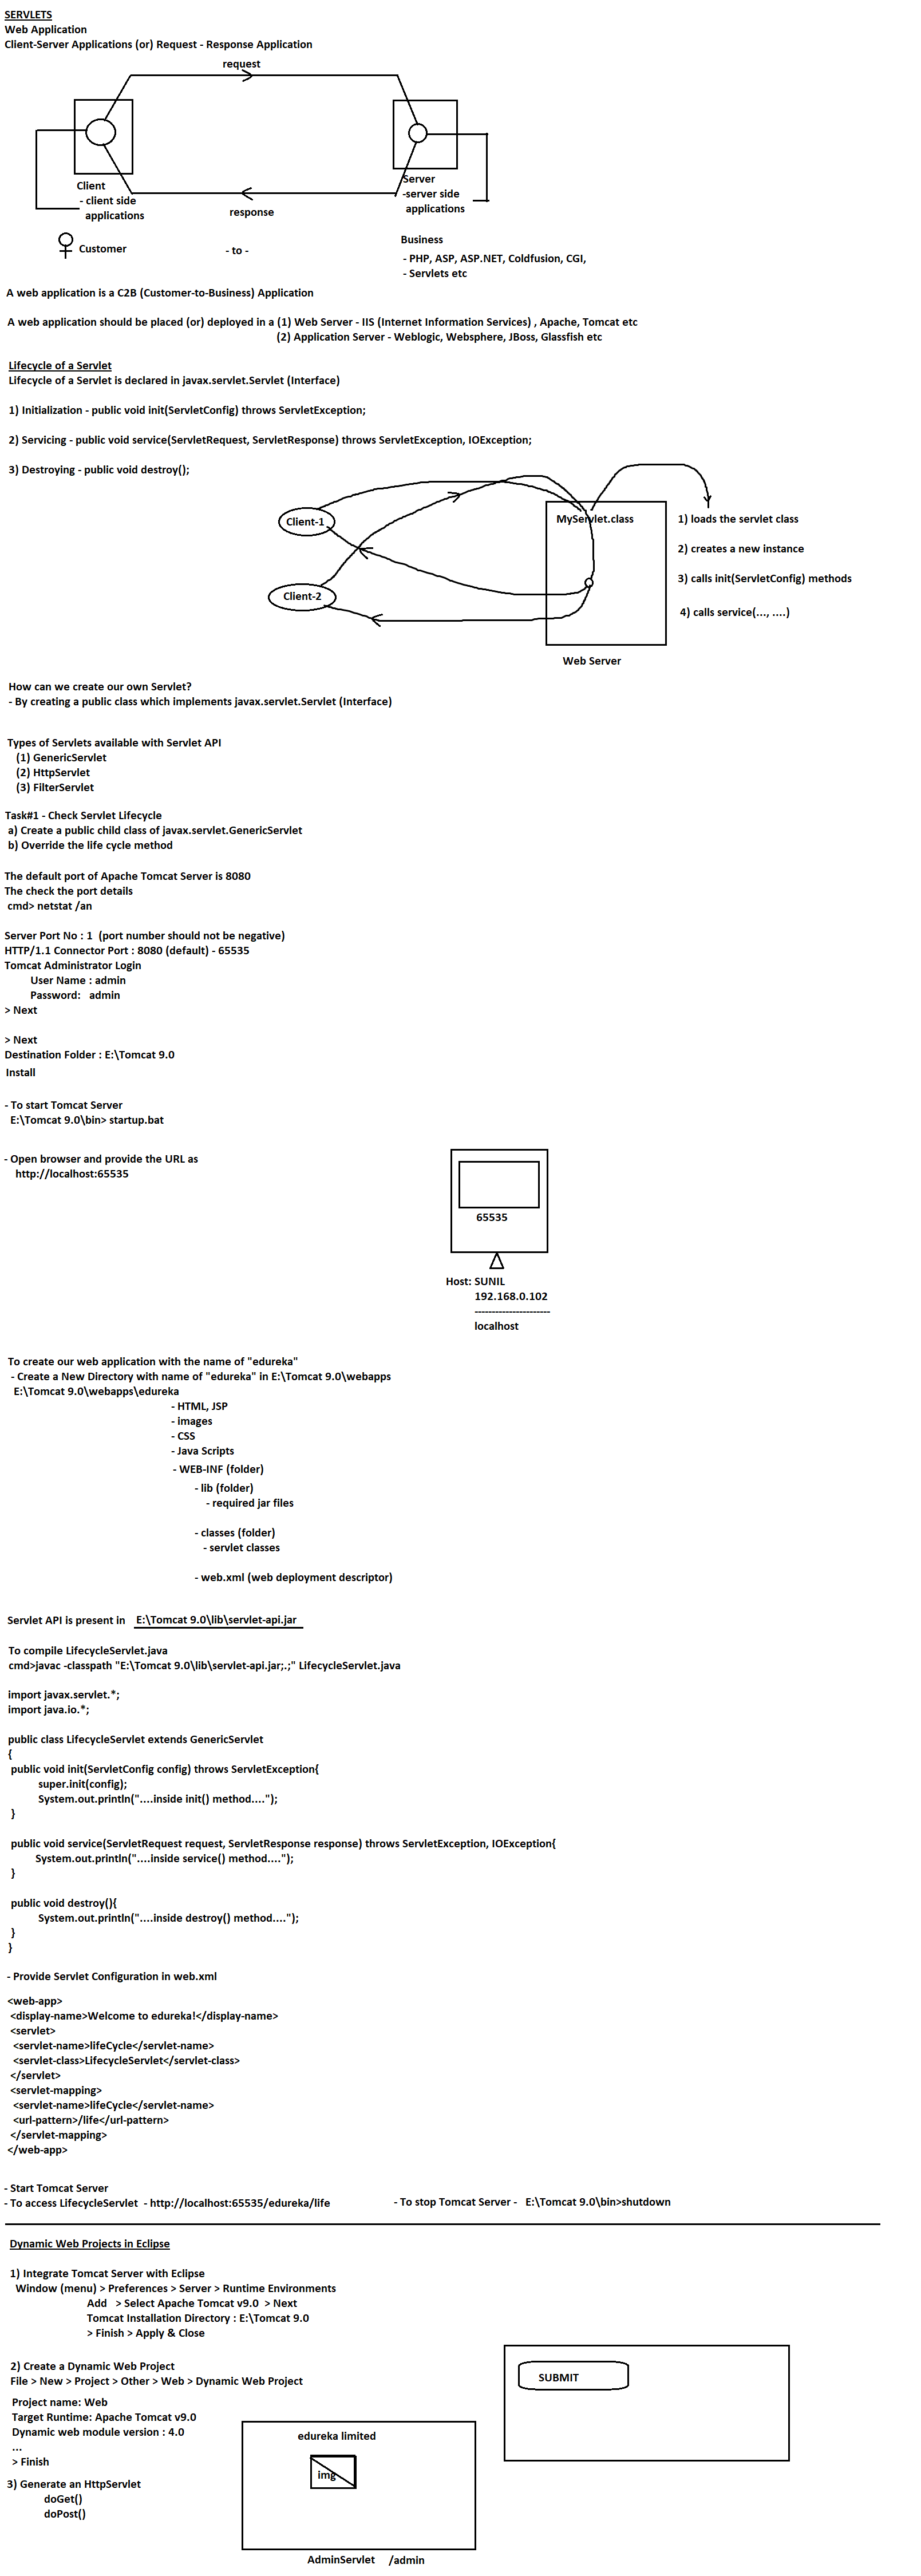 SERVLETS
Web Application
Client-Server Applications (or) Request - Response Application
request
Client
- client side
applications
response
Server
-server side
applications
Customer
- to -
Business
- PHP, ASP, ASP.NET, Coldfusion, CGI,
- Servlets etc
A web application is a C2B (Customer-to-Business) Application
A web application should be placed (or) deployed in a (1) Web Server - IIS (Internet Information Services) , Apache, Tomcat etc
(2) Application Server - Weblogic, Websphere, JBoss, Glassfish etc
Lifecycle of a Servlet
Lifecycle of a Servlet is declared in javax.servlet.Servlet (Interface)
1) Initialization - public void init(ServletConfig) throws ServletException;
2) Servicing - public void service(ServletRequest, ServletResponse) throws ServletException, IOException;
3) Destroying - public void destroy();
Client-1
Client-2
MyServlet.class
Web Server
1) loads the servlet class
2) creates a new instance
3) calls init(ServletConfig) methods
4) calls service(..., ....)
How can we create our own Servlet?
- By creating a public class which implements javax.servlet.Servlet (Interface)
Types of Servlets available with Servlet API
(1) GenericServlet
(2) HttpServlet
(3) FilterServlet
Task#1 - Check Servlet Lifecycle
a) Create a public child class of javax.servlet.GenericServlet
b) Override the life cycle method
The default port of Apache Tomcat Server is 8080
The check the port details
cmd> netstat /an
Server Port No : 1 (port number should not be negative)
HTTP/1.1 Connector Port : 8080 (default) - 65535
Tomcat Administrator Login
User Name : admin
Password: admin
> Next
> Next
Destination Folder : E:\Tomcat 9.0
Install
- To start Tomcat Server
E:\Tomcat 9.0\bin> startup.bat
- Open browser and provide the URL as
http://localhost:65535
65535
Host: SUNIL
192.168.0.102
----------------------
localhost
To create our web application with the name of "edureka"
- Create a New Directory with name of "edureka" in E:\Tomcat 9.0\webapps
E:\Tomcat 9.0\webapps\edureka
- HTML, JSP
- images
- CSS
- Java Scripts
- WEB-INF (folder)
- lib (folder)
- required jar files
- classes (folder)
- servlet classes
- web.xml (web deployment descriptor)
Servlet API is present in E:\Tomcat 9.0\lib\servlet-api.jar
To compile LifecycleServlet.java
cmd>javac -classpath "E:\Tomcat 9.0\lib\servlet-api.jar;.;" LifecycleServlet.java
import javax.servlet.*;
import java.io.*;
public class LifecycleServlet extends GenericServlet
{
public void init(ServletConfig config) throws ServletException{
super.init(config);
System.out.println("....inside init() method....");
}
public void service(ServletRequest request, ServletResponse response) throws ServletException, IOException{
System.out.println("....inside service() method....");
}
public void destroy(){
System.out.println("....inside destroy() method....");
}
}
- Provide Servlet Configuration in web.xml
<web-app>
<display-name>Welcome to edureka!</display-name>
<servlet>
<servlet-name>lifeCycle</servlet-name>
<servlet-class>LifecycleServlet</servlet-class>
</servlet>
<servlet-mapping>
<servlet-name>lifeCycle</servlet-name>
<url-pattern>/life</url-pattern>
</servlet-mapping>
</web-app>
- Start Tomcat Server
- To access LifecycleServlet - http://localhost:65535/edureka/life
- To stop Tomcat Server - E:\Tomcat 9.0\bin>shutdown
Dynamic Web Projects in Eclipse
1) Integrate Tomcat Server with Eclipse
Window (menu) > Preferences > Server > Runtime Environments
Add > Select Apache Tomcat v9.0 > Next
Tomcat Installation Directory : E:\Tomcat 9.0
> Finish > Apply & Close
2) Create a Dynamic Web Project
File > New > Project > Other > Web > Dynamic Web Project
Project name: Web
Target Runtime: Apache Tomcat v9.0
Dynamic web module version : 4.0
...
> Finish
3) Generate an HttpServlet
doGet()
doPost()
SUBMIT
edureka limited
img
AdminServlet /admin